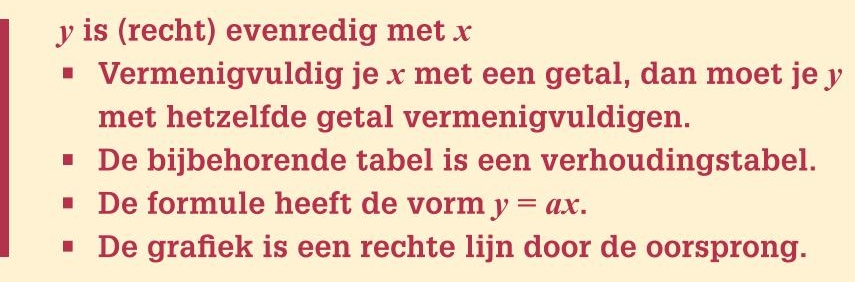 y is (recht) evenredig met x
▪ Vermenigvuldig je x met een getal, dan moet je y
met hetzelfde getal vermenigvuldigen.
▪ De bijbehorende tabel is een verhoudingstabel.
▪ De formule heeft de vorm y = ax.
▪ De grafiek is een rechte lijn door de oorsprong.